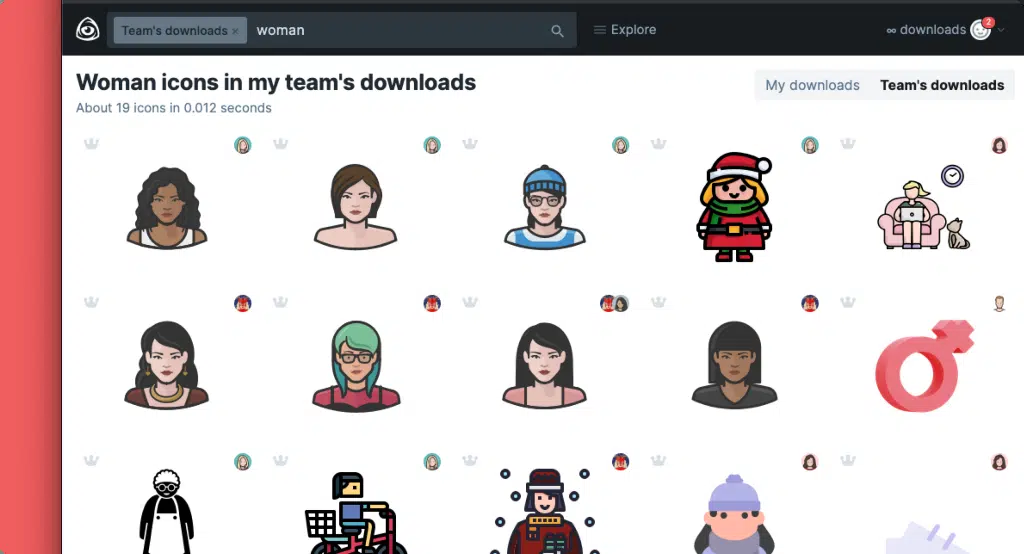 Team's downloads ×
woman
Explore
∞ downloads
2
Woman icons in my team's downloads
About 19 icons in 0.012 seconds
My downloads
Team's downloads